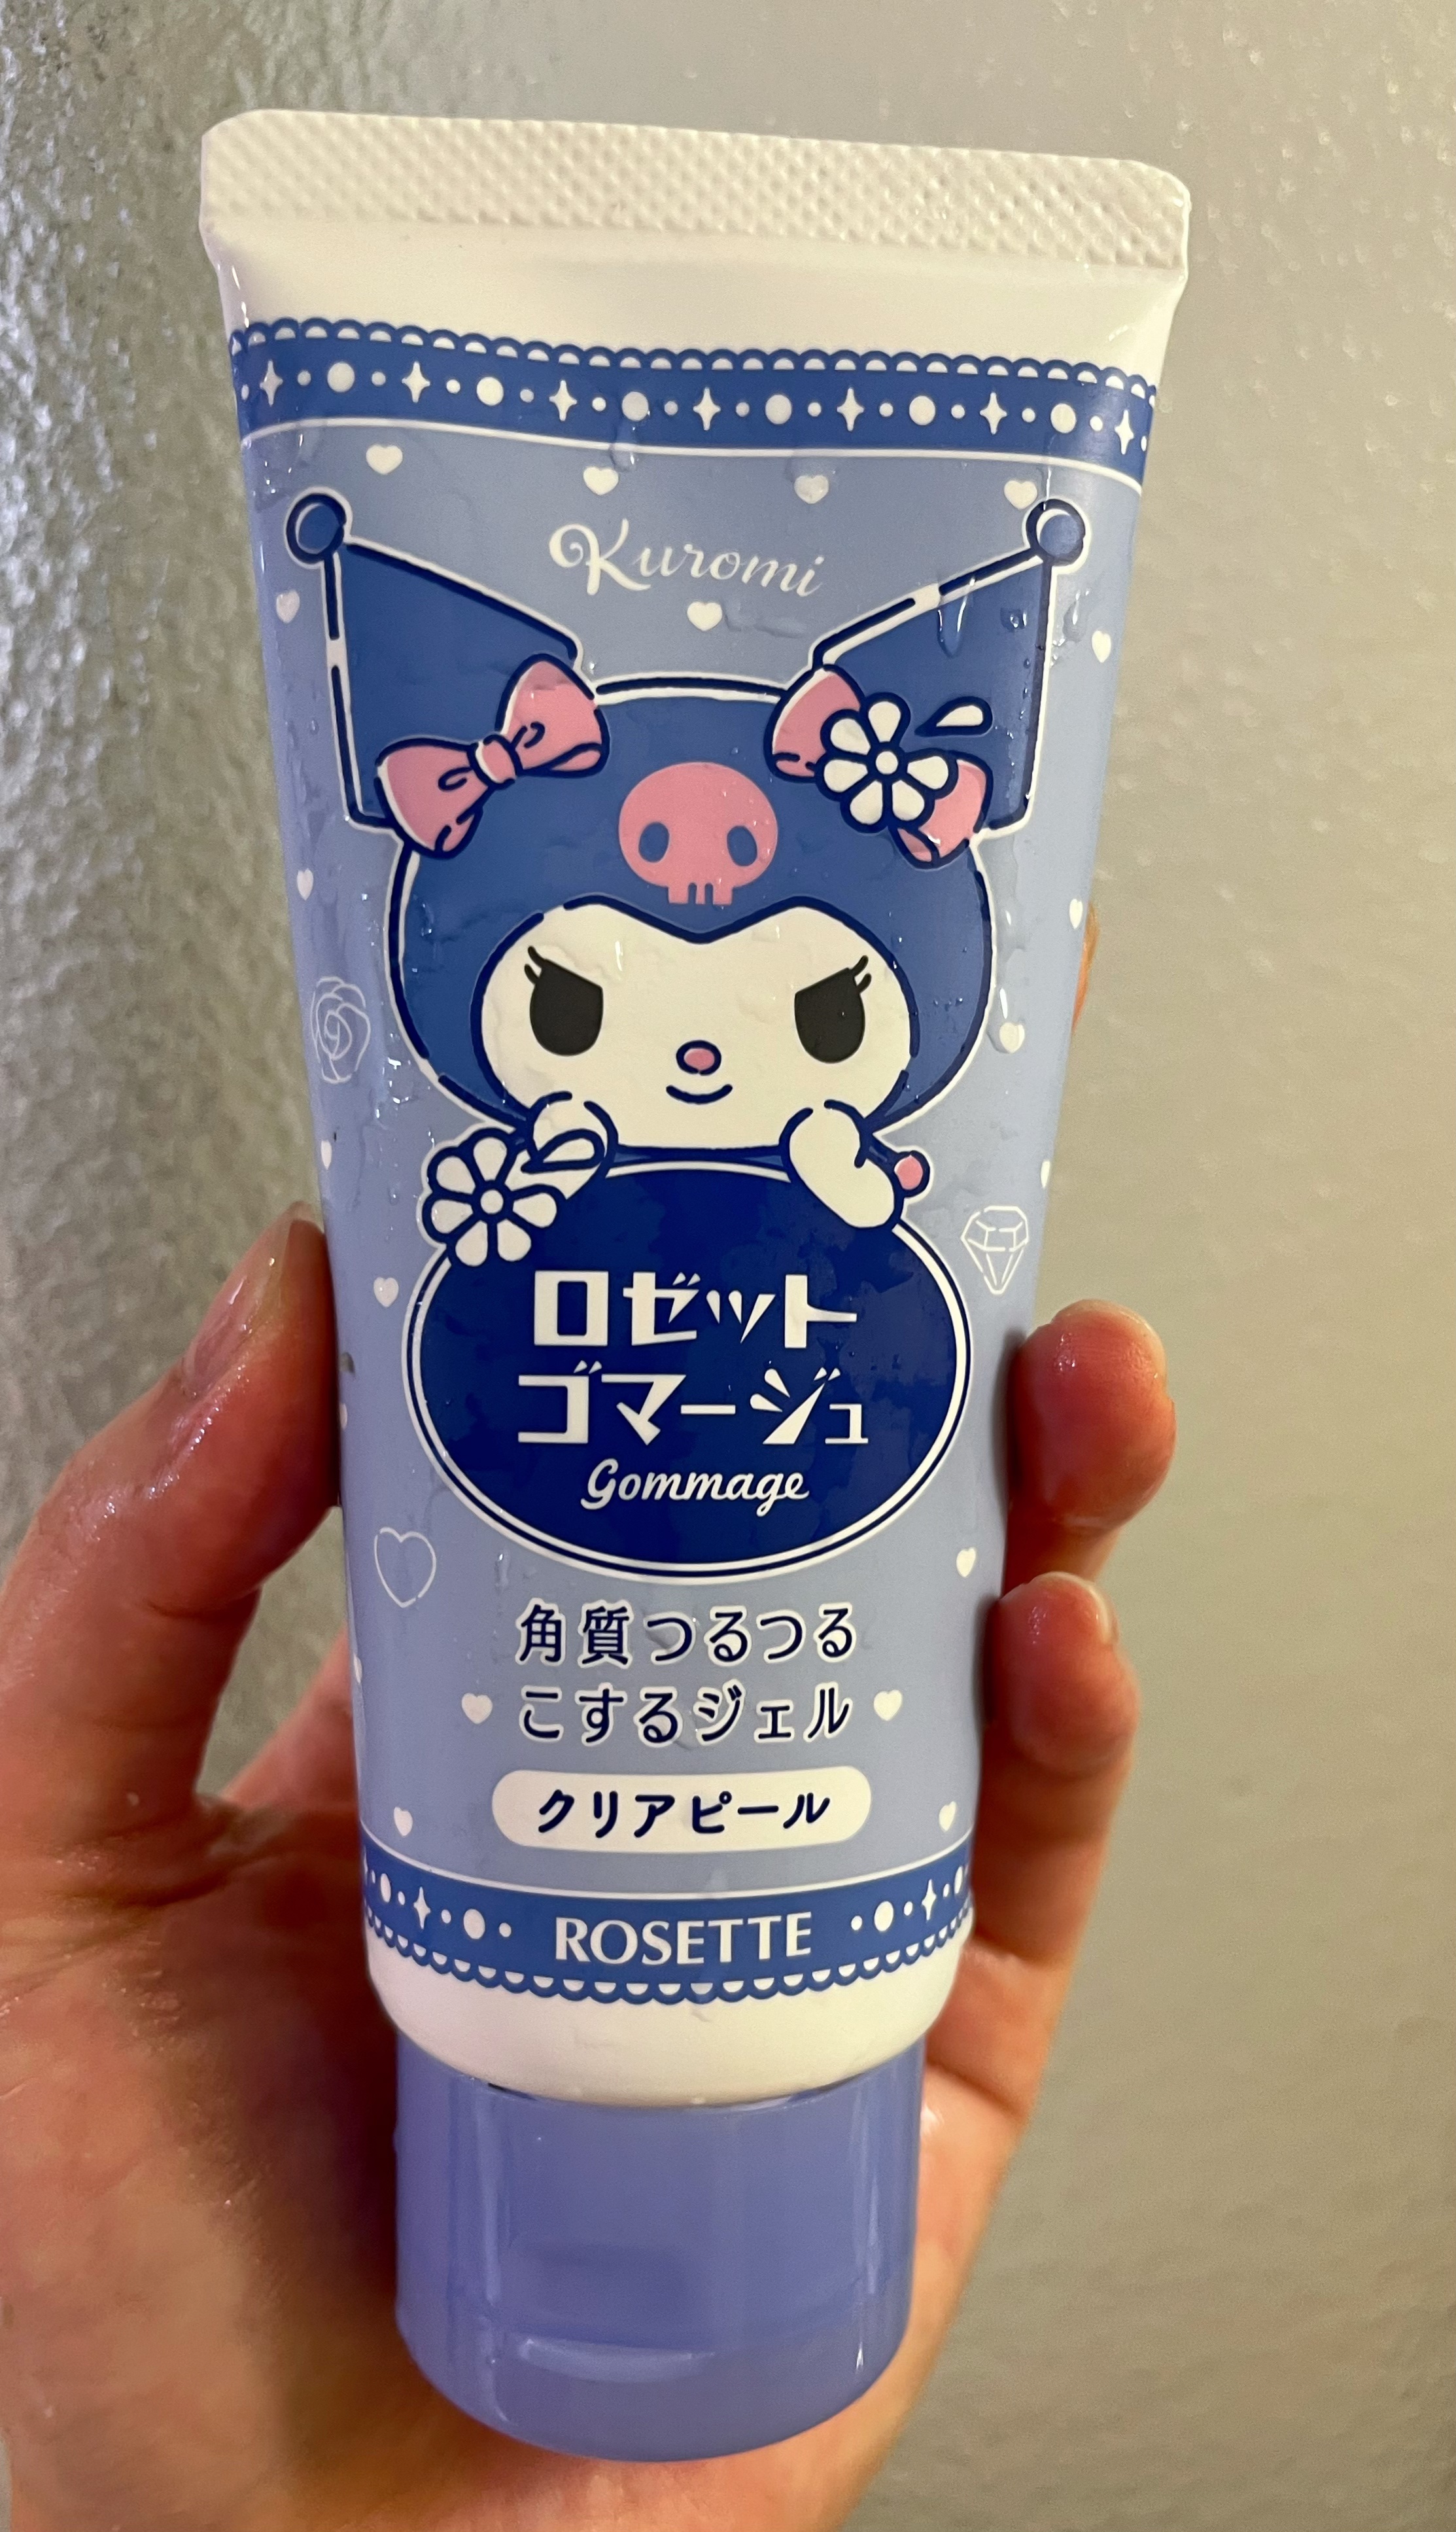 Kuromi
ロゼット
ゴマージュ
Gommage
角質つるつる
こするジェル
クリアピール
ROSETTE